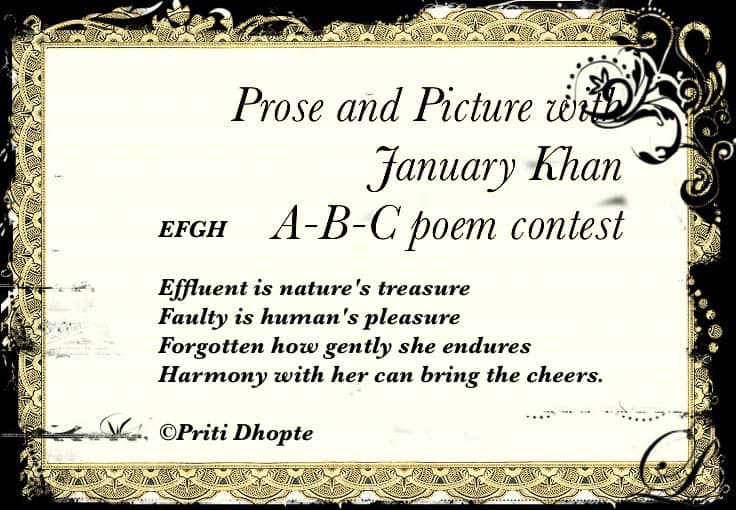 Prose and Picture with
January Khan
A-B-C poem contest
EFGH
Effluent is nature's treasure
Faulty is human's pleasure
Forgotten how gently she endures
Harmony with her can bring the cheers.
©Priti Dhopte